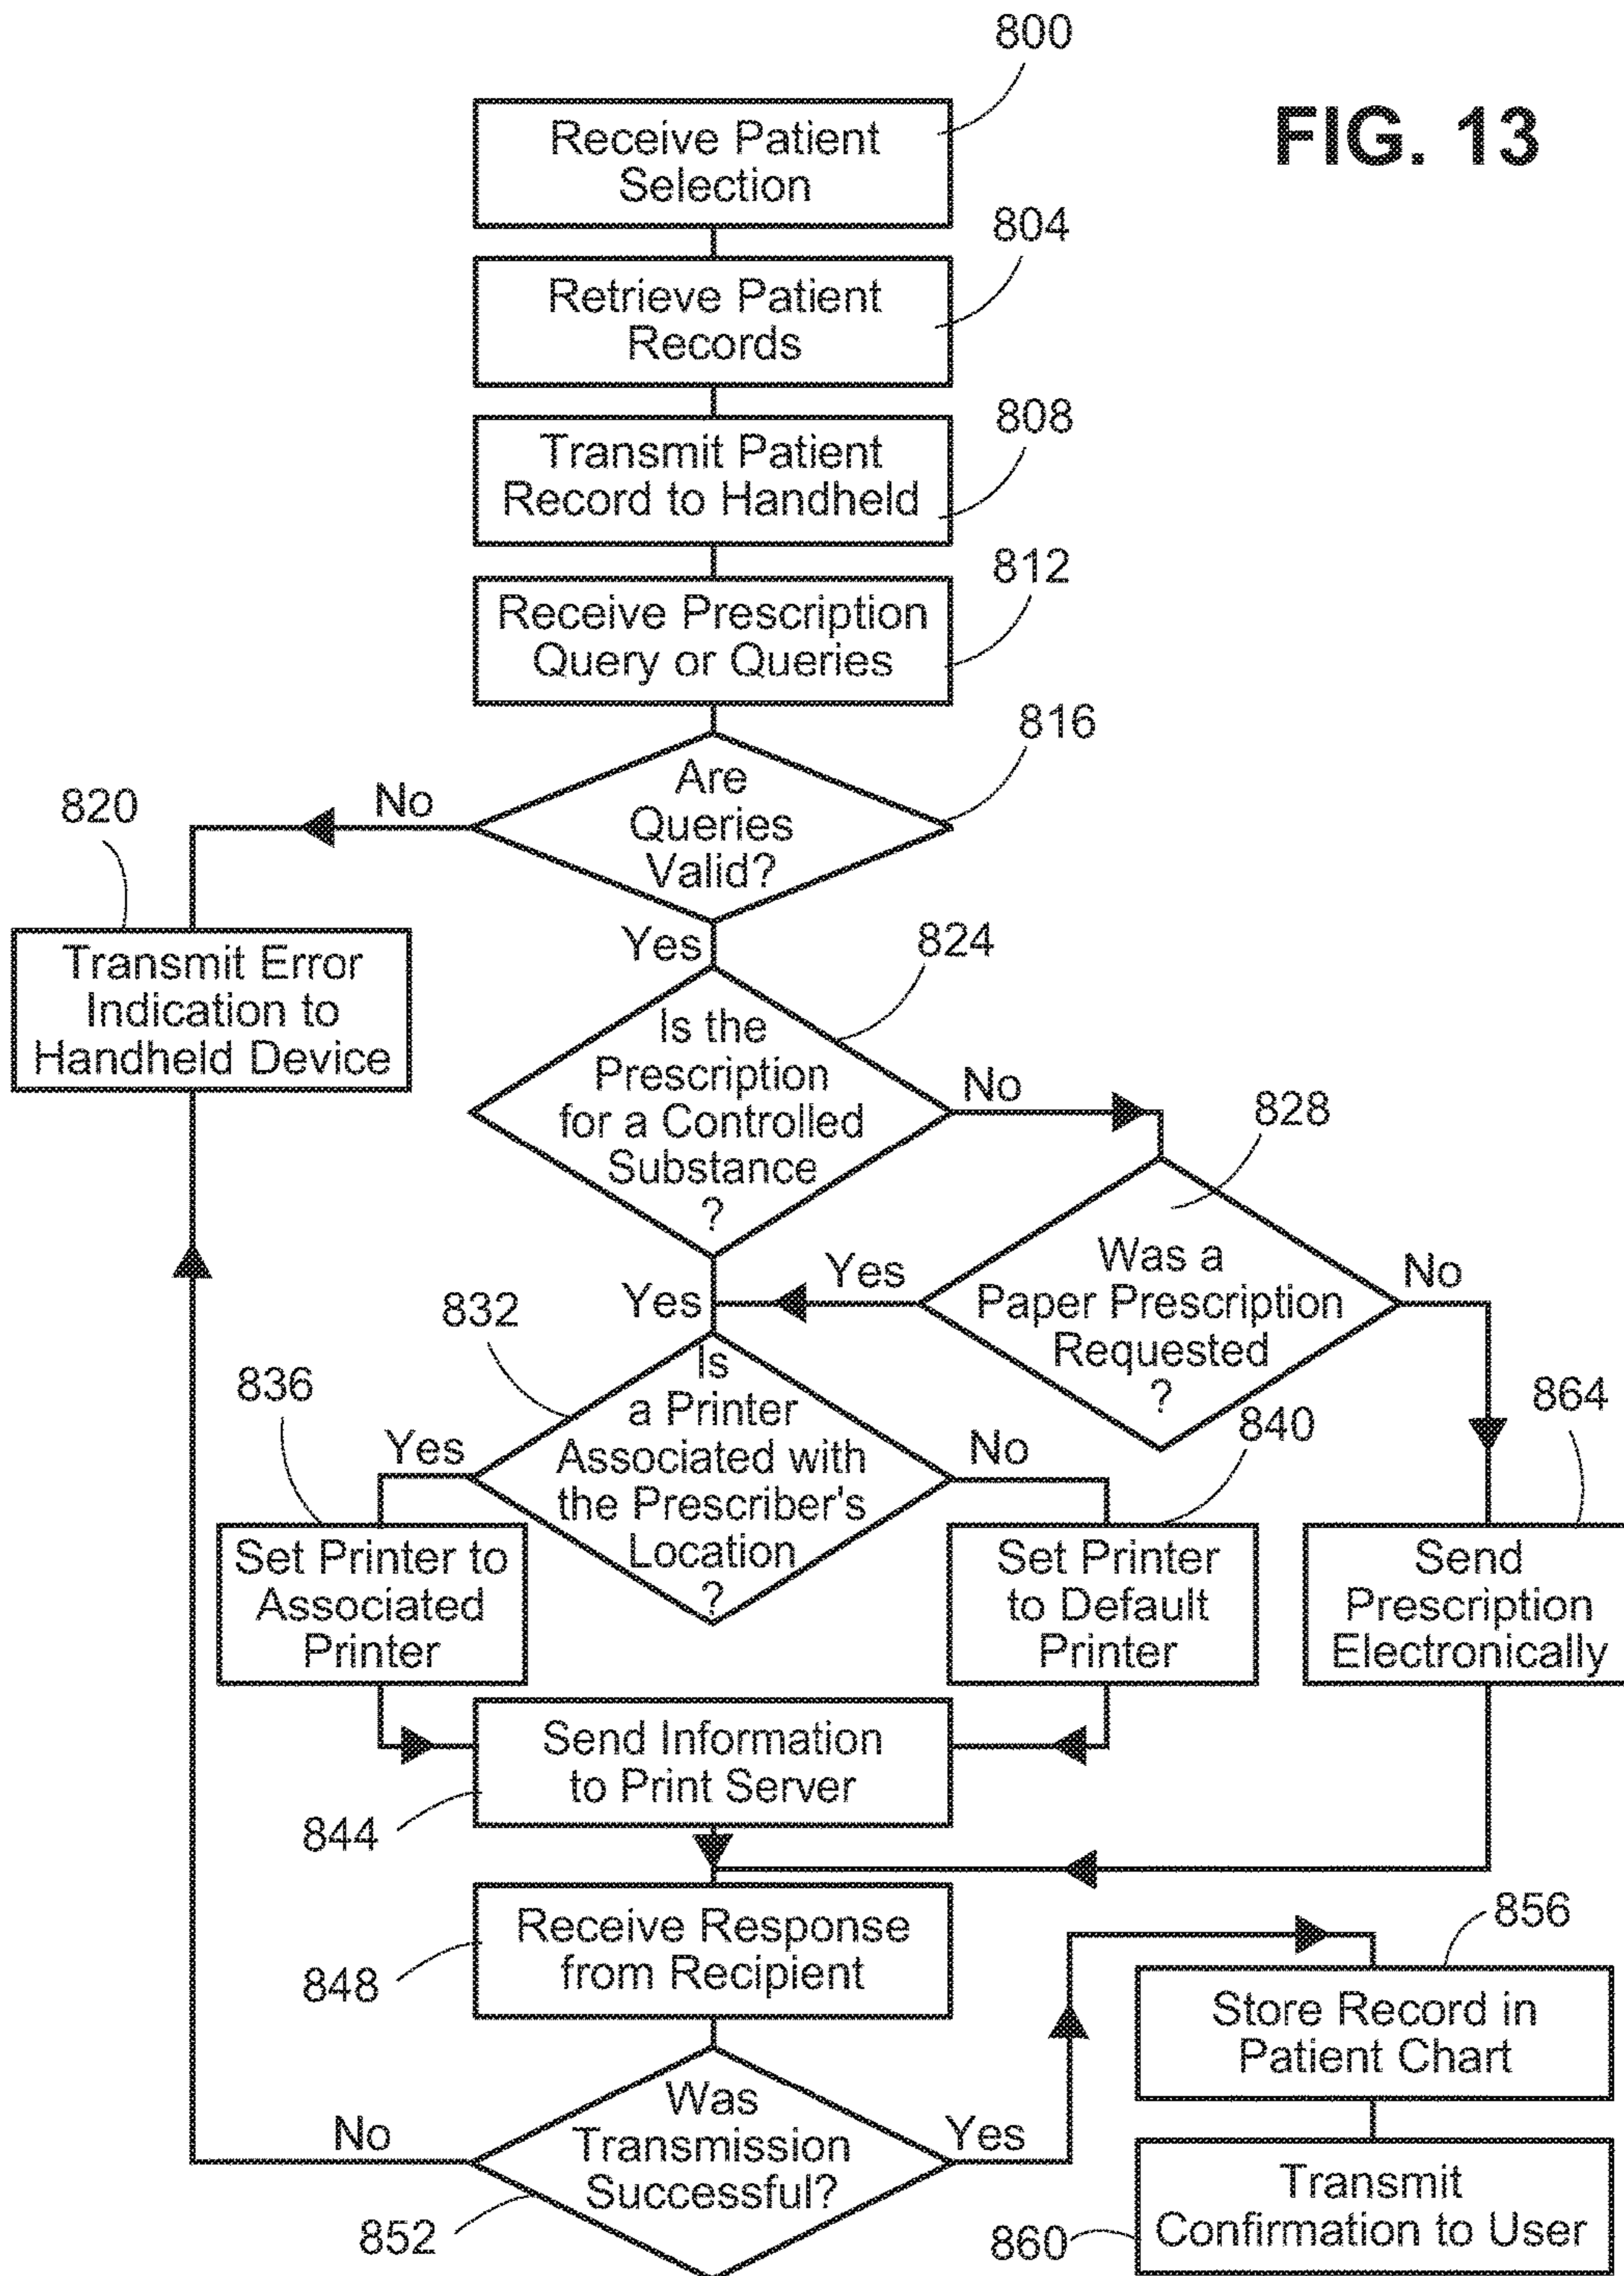 800
FIG. 13
Receive Patient
Selection
804
Retrieve Patient
Records
808
Transmit Patient
Record to Handheld
812
Receive Prescription
Query or Queries
816
Are
Queries
Valid?
No
820
Transmit Error
Indication to
Handheld Device
Yes
824
Is the
Prescription
for a Controlled
Substance
?
No
828
Was a
Paper Prescription
Requested
?
Yes
No
Yes
832
Is
a Printer
Associated with
the Prescriber's
Location
?
836
Yes
No
840
864
Set Printer to
Associated
Printer
Set Printer
to Default
Printer
Send
Prescription
Electronically
Send Information
to Print Server
844
Receive Response
from Recipient
848
856
Store Record in
Patient Chart
Was
Transmission
Successful?
No
Yes
852
Transmit
Confirmation to User
860